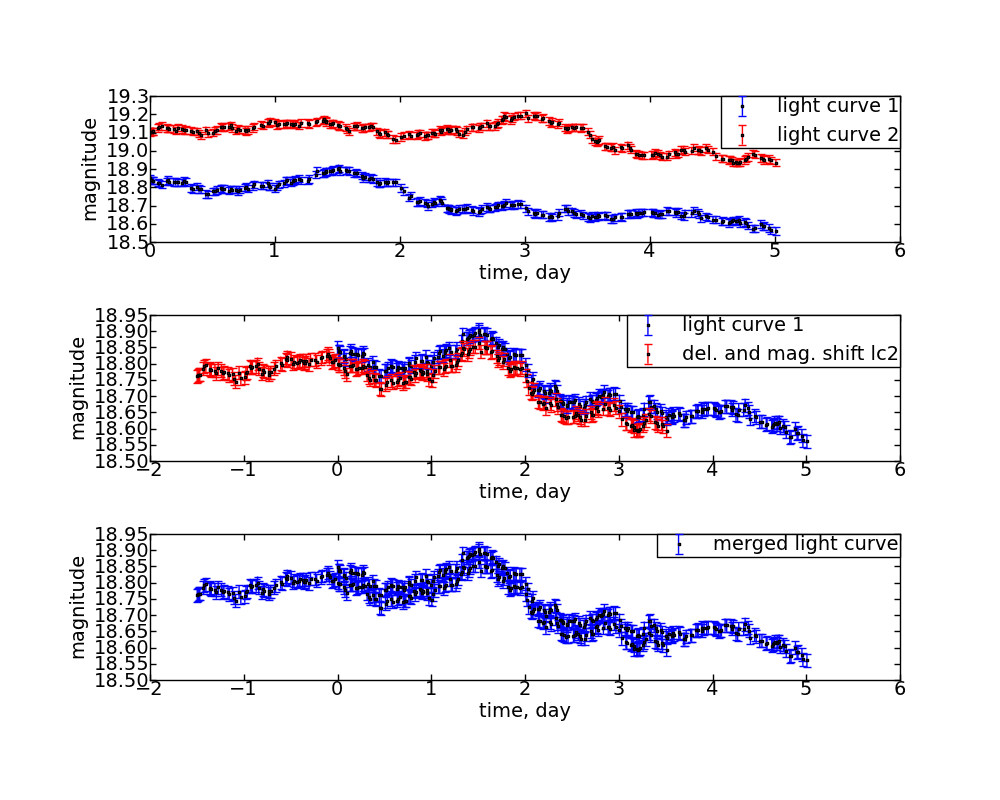 19.3
19.2
19.1
19.0
18.9
18.8
18.7
18.6
18.5
magnitude
light curve 1
light curve 2
0 1 2 3 4 5 6
time, day
18.95
18.90
18.85
18.80
18.75
18.70
18.65
18.60
18.55
18.50
magnitude
light curve 1
del. and mag. shift lc2
−2 −1 0 1 2 3 4 5 6
time, day
18.95
18.90
18.85
18.80
18.75
18.70
18.65
18.60
18.55
18.50
magnitude
merged light curve
−2 −1 0 1 2 3 4 5 6
time, day